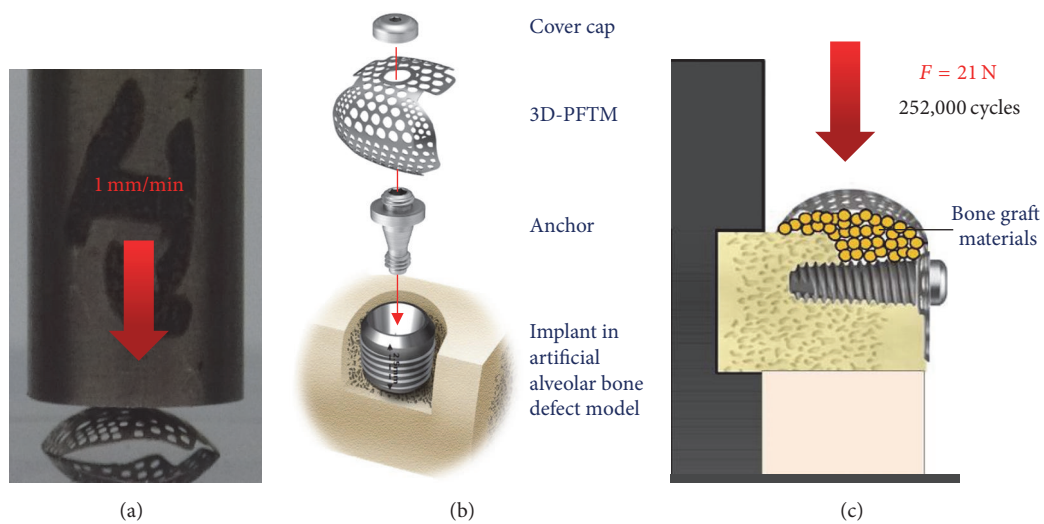 1 mm/min
(a)
Cover cap
3D-PFTM
Anchor
Implant in
artificial
alveolar bone
defect model
(b)
F = 21 N
252,000 cycles
Bone graft
materials
(c)